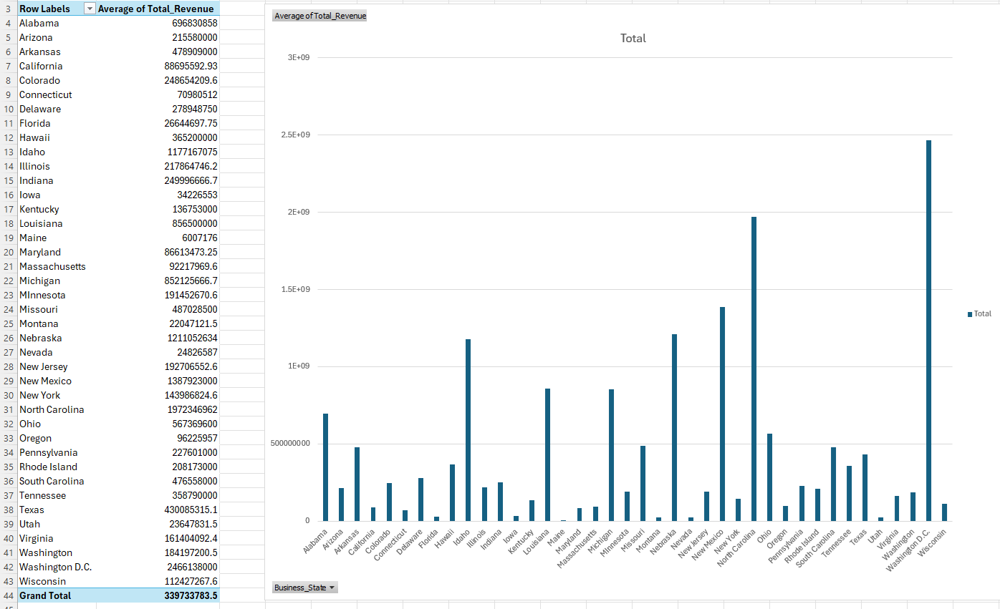 3 Row Labels Average of Total_Revenue
4 Alabama 696830858
5 Arizona 215580000
6 Arkansas 478909000
7 California 88695592.93
8 Colorado 248654209.6
9 Connecticut 70980512
10 Delaware 278948750
11 Florida 26644697.75
12 Hawaii 365200000
13 Idaho 1177167075
14 Illinois 217864746.2
15 Indiana 249996666.7
16 Iowa 34226553
17 Kentucky 136753000
18 Louisiana 856500000
19 Maine 6007176
20 Maryland 86613473.25
21 Massachusetts 92217969.6
22 Michigan 852125666.7
23 MInnesota 191452670.6
24 Missouri 487028500
25 Montana 22047121.5
26 Nebraska 1211052634
27 Nevada 24826587
28 New Jersey 192706552.6
29 New Mexico 1387923000
30 New York 143986824.6
31 North Carolina 1972346962
32 Ohio 567369600
33 Oregon 96225957
34 Pennsylvania 227601000
35 Rhode Island 208173000
36 South Carolina 476558000
37 Tennessee 358790000
38 Texas 430085315.1
39 Utah 23647831.5
40 Virginia 161404092.4
41 Washington 184197200.5
42 Washington D.C. 2466138000
43 Wisconsin 112427267.6
44 Grand Total 339733783.5
Average of Total_Revenue
Total
3E+09
2.5E+09
2E+09
1.5E+09
1E+09
500000000
0
Total
Alabama
Arizona
Arkansas
California
Colorado
Connecticut
Delaware
Florida
Hawaii
Idaho
Illinois
Indiana
Iowa
Kentucky
Louisiana
Maine
Maryland
Massachusetts
Michigan
MInnesota
Missouri
Montana
Nebraska
Nevada
New Jersey
New Mexico
New York
North Carolina
Ohio
Oregon
Pennsylvania
Rhode Island
South Carolina
Tennessee
Texas
Utah
Virginia
Washington
Washington D.C.
Wisconsin
Business_State